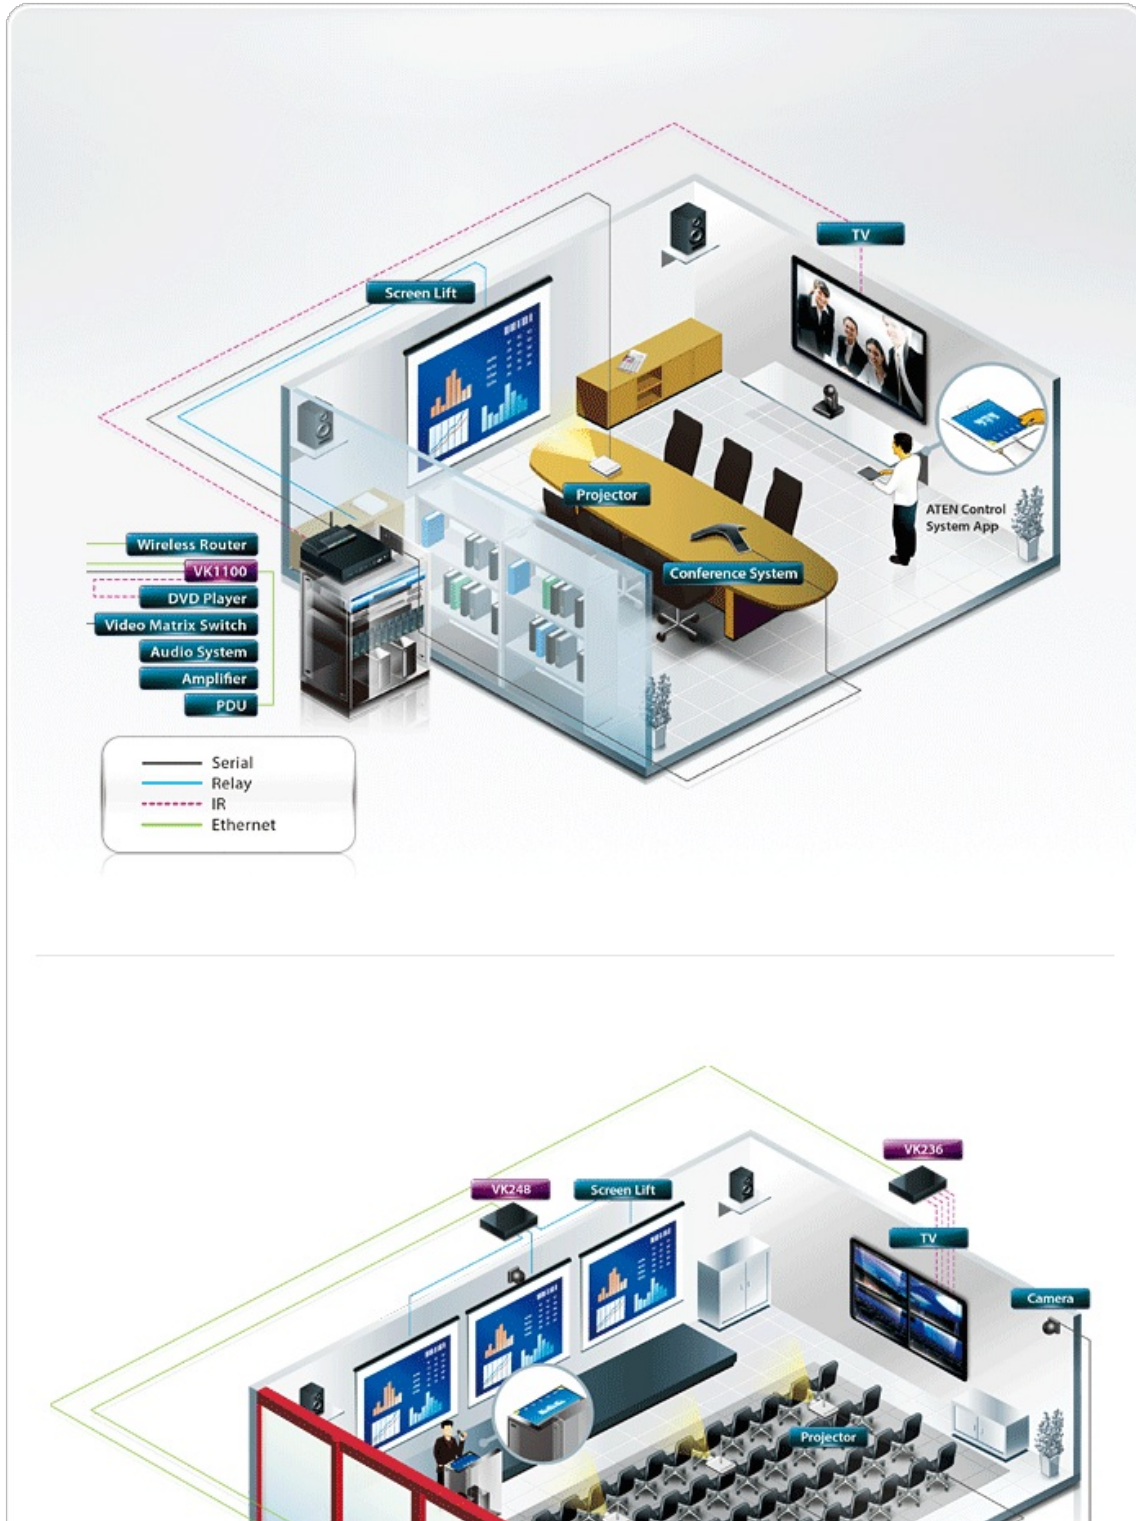 TV
Screen Lift
Projector
ATEN Control
System App
Conference System
Wireless Router
VK1100
DVD Player
Video Matrix Switch
Audio System
Amplifier
PDU
Serial
Relay
IR
Ethernet
VK236
VK248
Screen Lift
TV
Camera
Projector